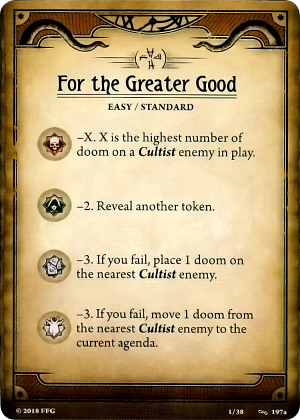 For the Greater Good
EASY / STANDARD
–X. X is the highest number of
doom on a Cultist enemy in play.
–2. Reveal another token.
–3. If you fail, place 1 doom on
the nearest Cultist enemy.
–3. If you fail, move 1 doom from
the nearest Cultist enemy to the
current agenda.
© 2018 FFG 1/38 197a